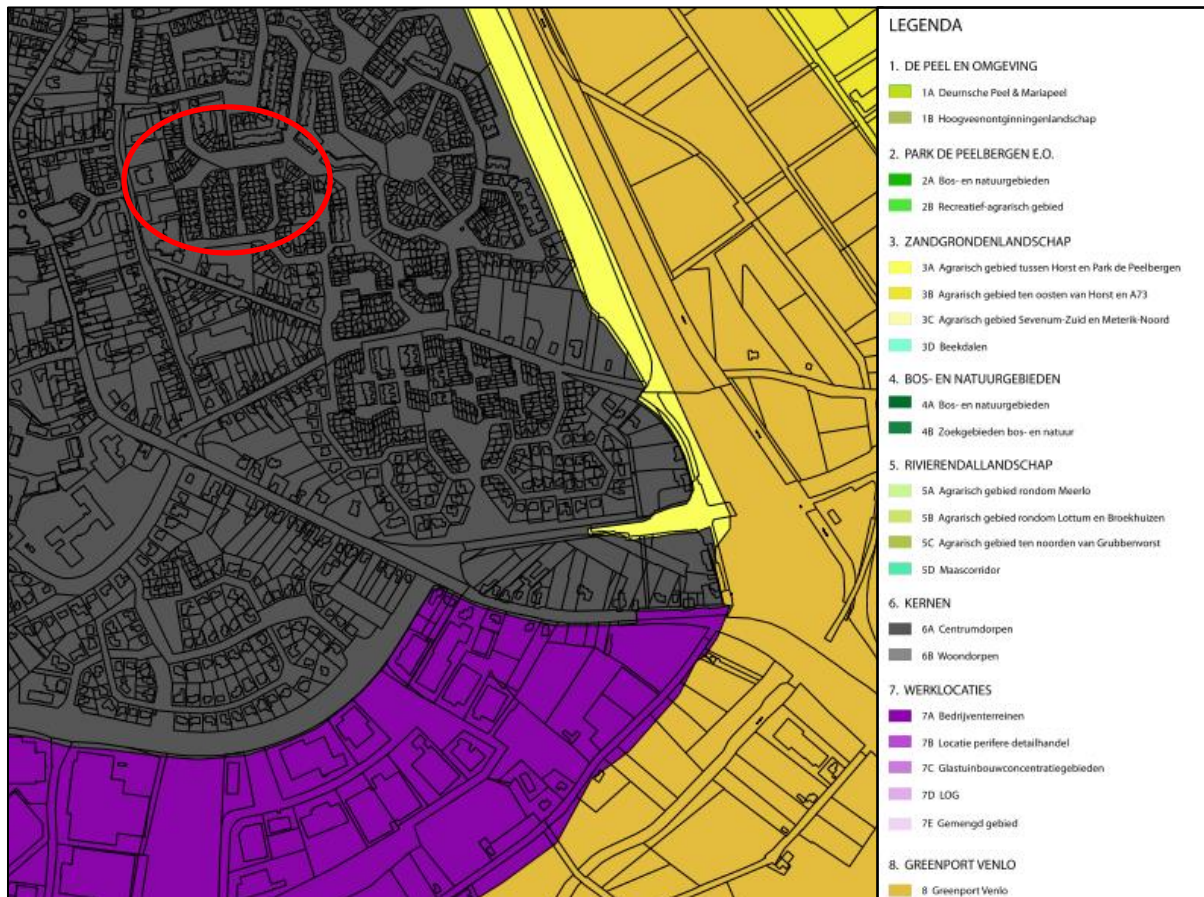 LEGENDA
1. DE PEEL EN OMGEVING
1A Deurnsche Peel & Mariapeel
1B Hoogveenontginningenlandschap
2. PARK DE PEELBERGEN E.O.
2A Bos- en natuurgebieden
2B Recreatief-agrarisch gebied
3. ZANDGRONDENLANDSCHAP
3A Agrarisch gebied tussen Horst en Park de Peelbergen
3B Agrarisch gebied ten oosten van Horst en A73
3C Agrarisch gebied Sevenum-Zuid en Meterik-Noord
3D Beekdalen
4. BOS- EN NATUURGEBIEDEN
4A Bos- en natuurgebieden
4B Zoekgebieden bos- en natuur
5. RIVIERENDALLANDSCHAP
5A Agrarisch gebied rondom Meerlo
5B Agrarisch gebied rondom Lottum en Broekhuizen
5C Agrarisch gebied ten noorden van Grubbenvorst
5D Maascorridor
6. KERNEN
6A Centrumdorpen
6B Woondorpen
7. WERKLOCATIES
7A Bedrijventerreinen
7B Locatie perifere detailhandel
7C Glastuinbouwconcentratiegebieden
7D LOG
7E Gemengd gebied
8. GREENPORT VENLO
8 Greenport Venlo